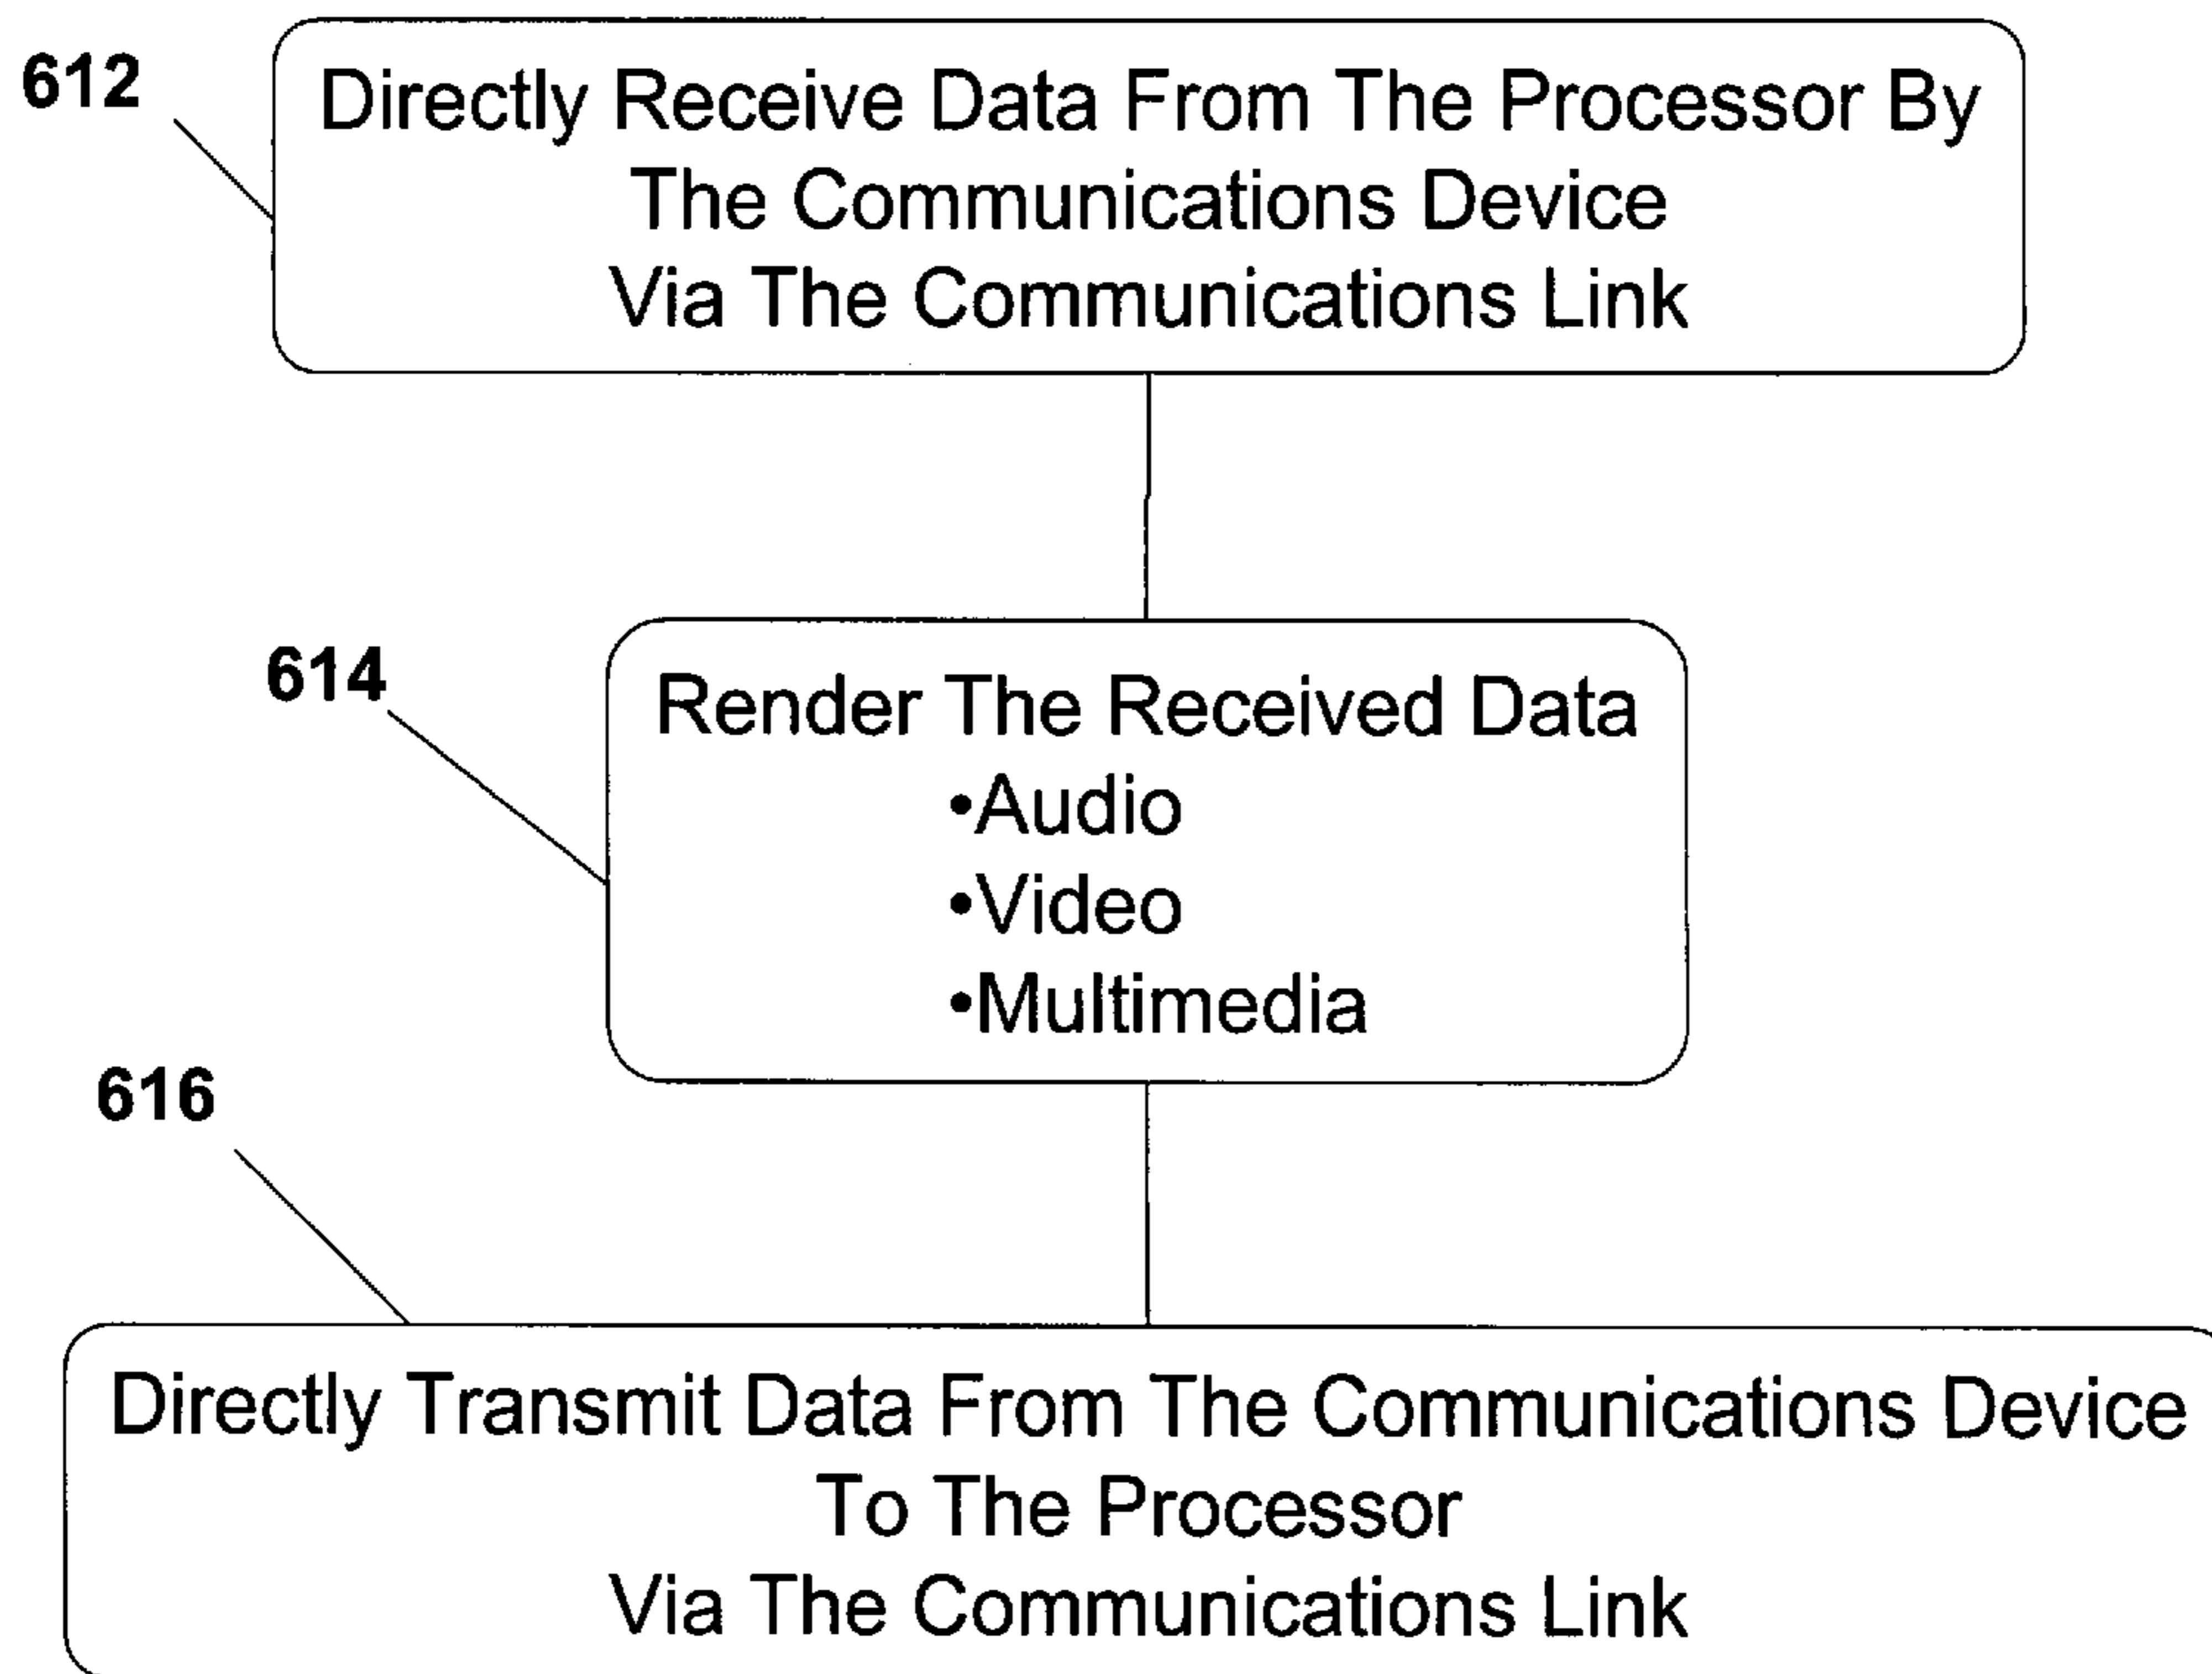 612
Directly Receive Data From The Processor By
The Communications Device
Via The Communications Link
614
Render The Received Data
•Audio
•Video
•Multimedia
616
Directly Transmit Data From The Communications Device
To The Processor
Via The Communications Link